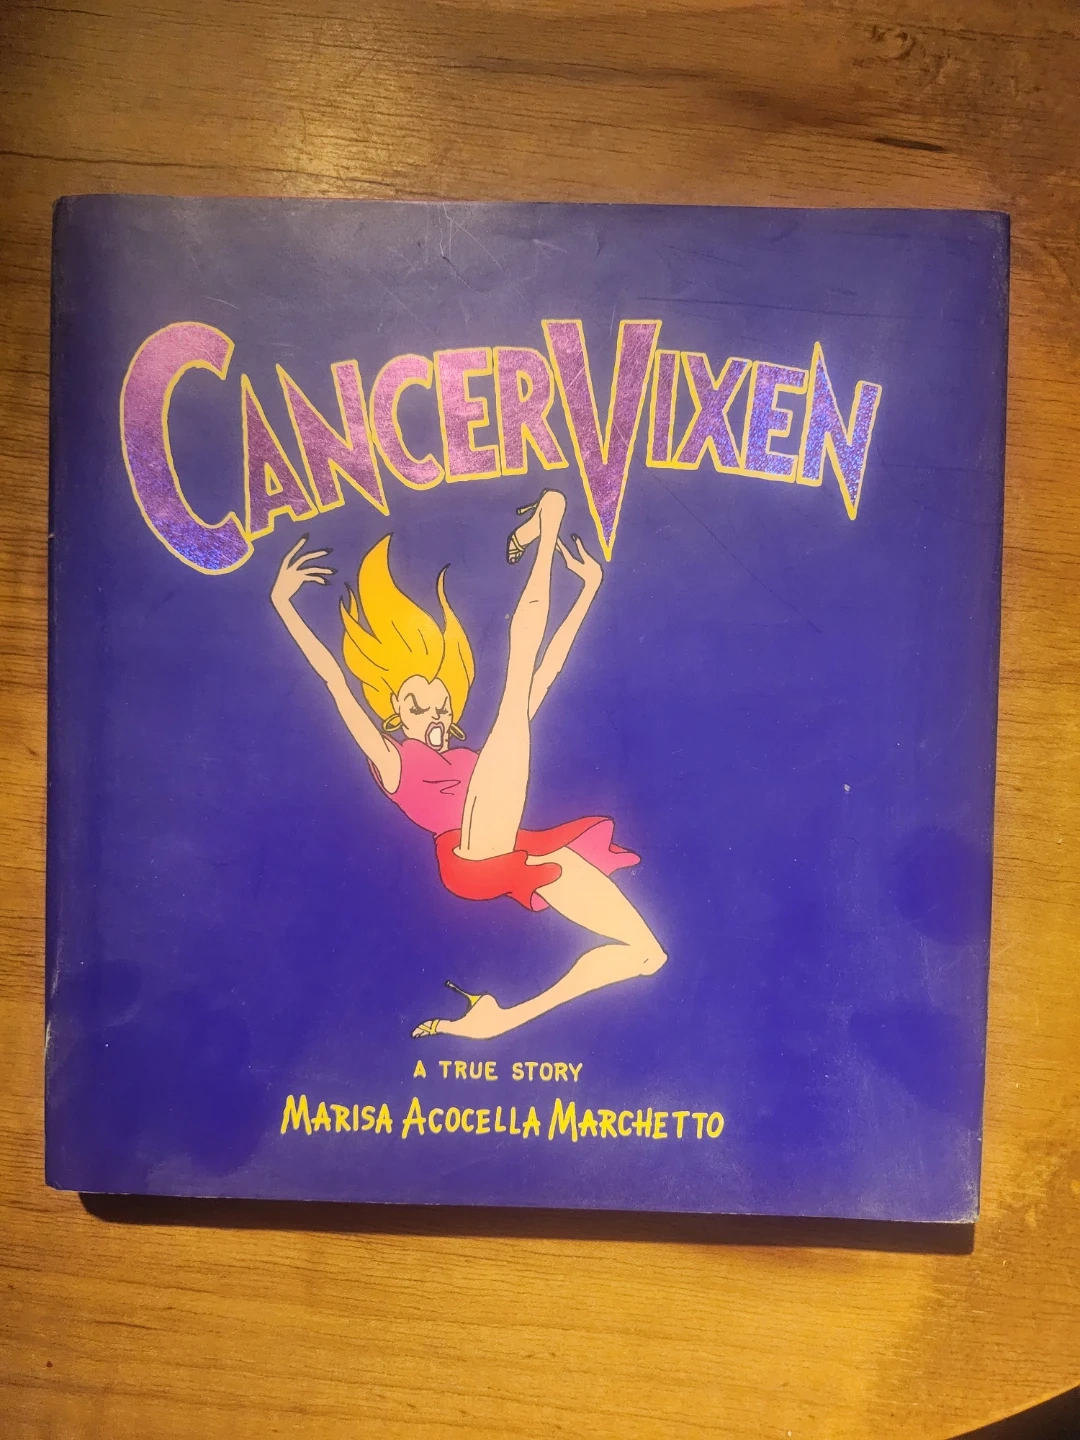 CANCERVIXEN
A TRUE STORY
MARISA ACOCELLA MARCHETTO